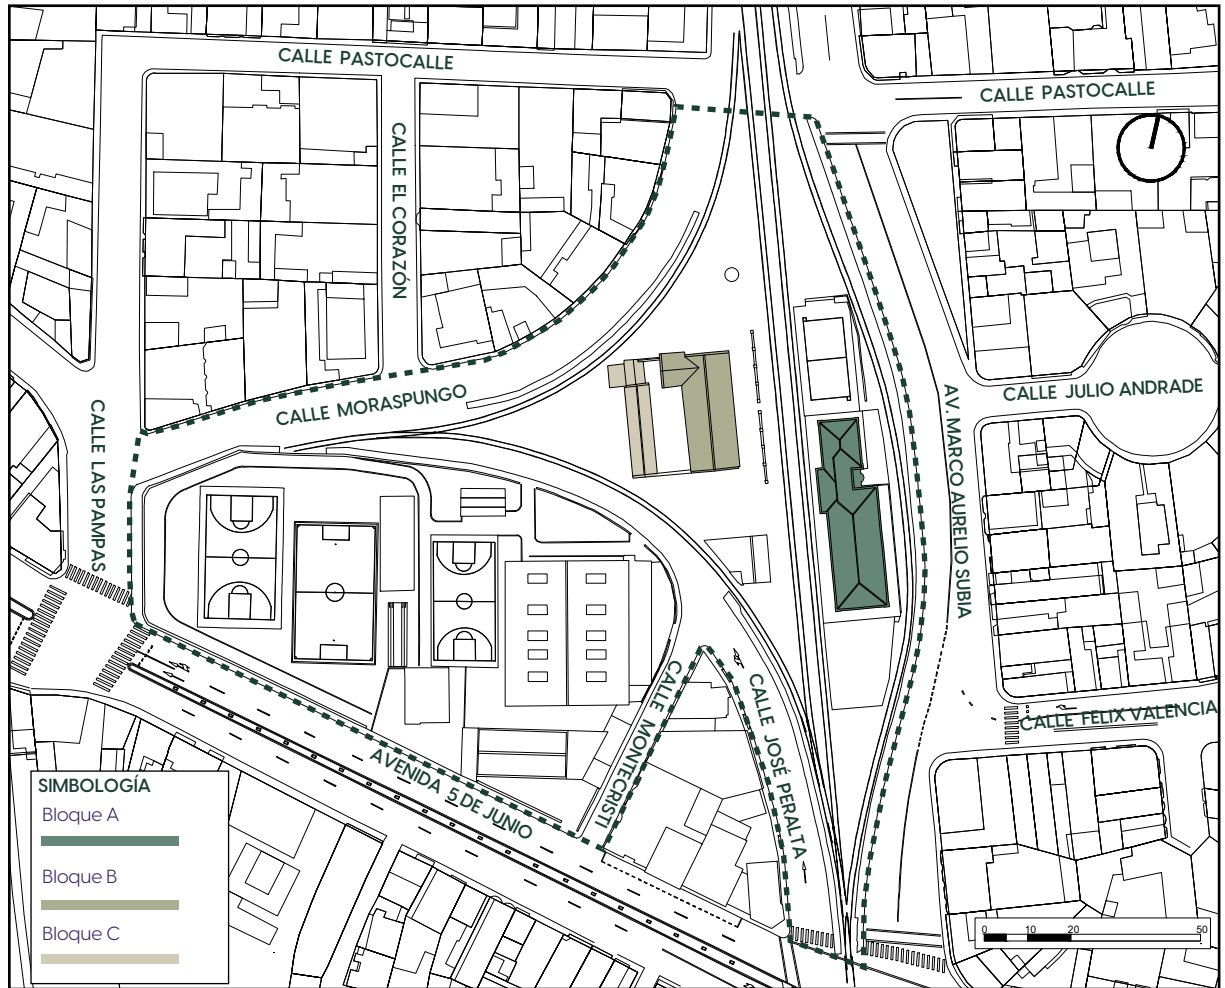 CALLE PASTOCALLE
CALLE PASTOCALLE
CALLE EL CORAZÓN
CALLE MORASPUNGO
CALLE JULIO ANDRADE
CALLE LAS PAMPAS
AV. MARCO AURELIO SUBIA
CALLE MONTECRISTI
CALLE JOSÉ PERALTA
CALLE FELIX VALENCIA
AVENIDA 5 DE JUNIO
SIMBOLOGÍA
Bloque A
Bloque B
Bloque C
0 10 20 50